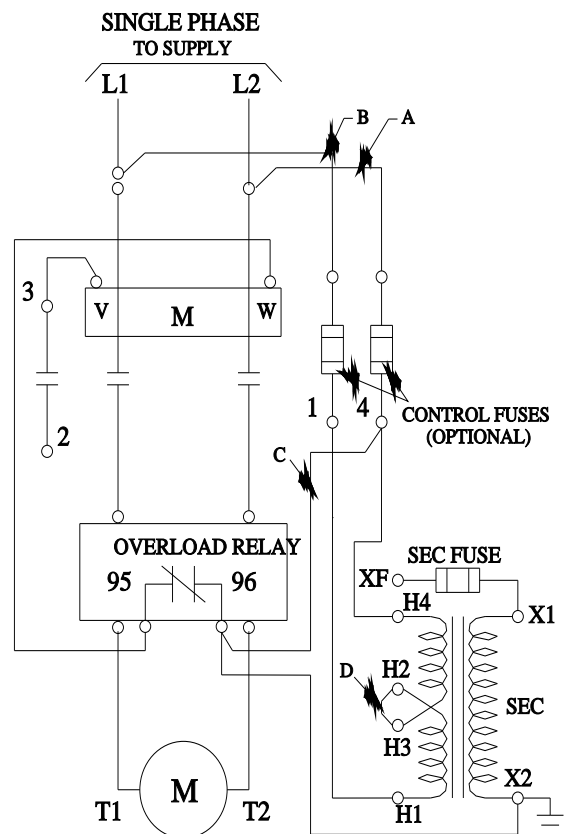 SINGLE PHASE
TO SUPPLY
L1 L2
B A
3
V M W
1 4
2
CONTROL FUSES
(OPTIONAL)
C
OVERLOAD RELAY
95 96
SEC FUSE
XF
H4 X1
D H2
SEC
H3
X2
T1 M T2
H1